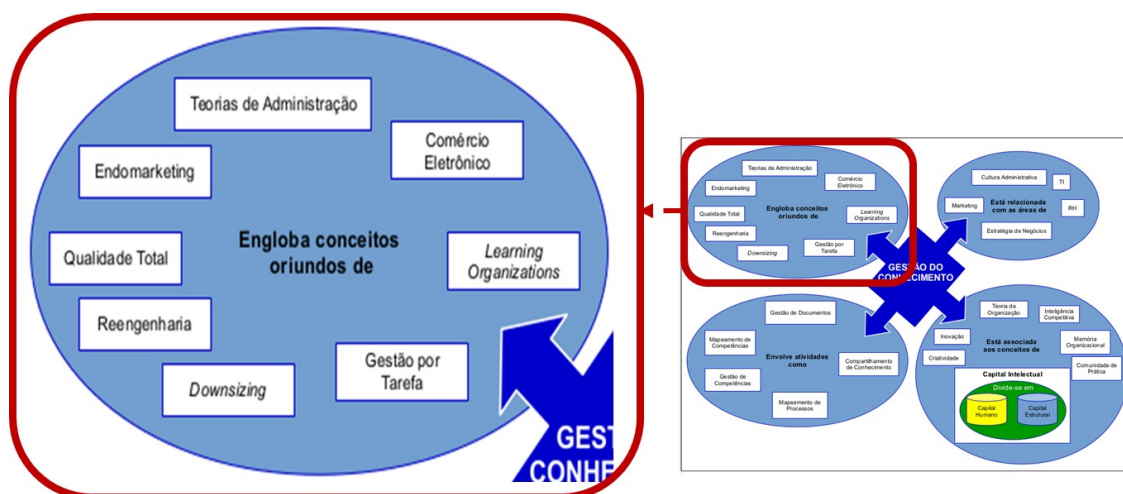 Teorias de Administração
Comércio
Eletrônico
Endomarketing
Engloba conceitos
oriundos de
Qualidade Total
Learning
Organizations
Reengenharia
Gestão por
Tarefa
Downsizing
GEST
CONHE
Teorias de Administração
Comércio
Eletrônico
Endomarketing
Qualidade Total
Engloba conceitos
oriundos de
Learning
Organizations
Reengenharia
Downsizing
Gestão por
Tarefa
Cultura Administrativa
TI
Marketing
Está relacionada
com as áreas de
RH
Estratégia de Negócios
GESTÃO DO
CONHECIMENTO
Gestão de Documentos
Mapeamento de
Competências
Envolve atividades
como
Compartilhamento
de Conhecimento
Gestão de
Competências
Mapeamento de
Processos
Teoria da
Organização
Inteligência
Competitiva
Inovação
Está associada
aos conceitos de
Memória
Organizacional
Criatividade
Comunidade de
Prática
Capital Intelectual
Divide-se em
Capital
Humano
Capital
Estrutural